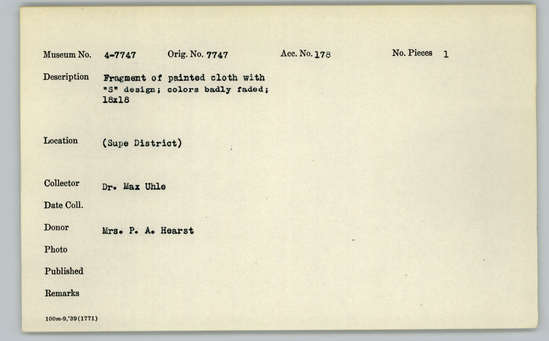 Museum No. 4-7747 Orig. No. 7747 Acc. No. 178 No. Pieces 1
Description Fragment of painted cloth with
"S" design; colors badly faded;
18x18
Location (Supe District)
Collector Dr. Max Uhle
Date Coll.
Donor Mrs. P. A. Hearst
Photo
Published
Remarks
100m-9,'39(1771)